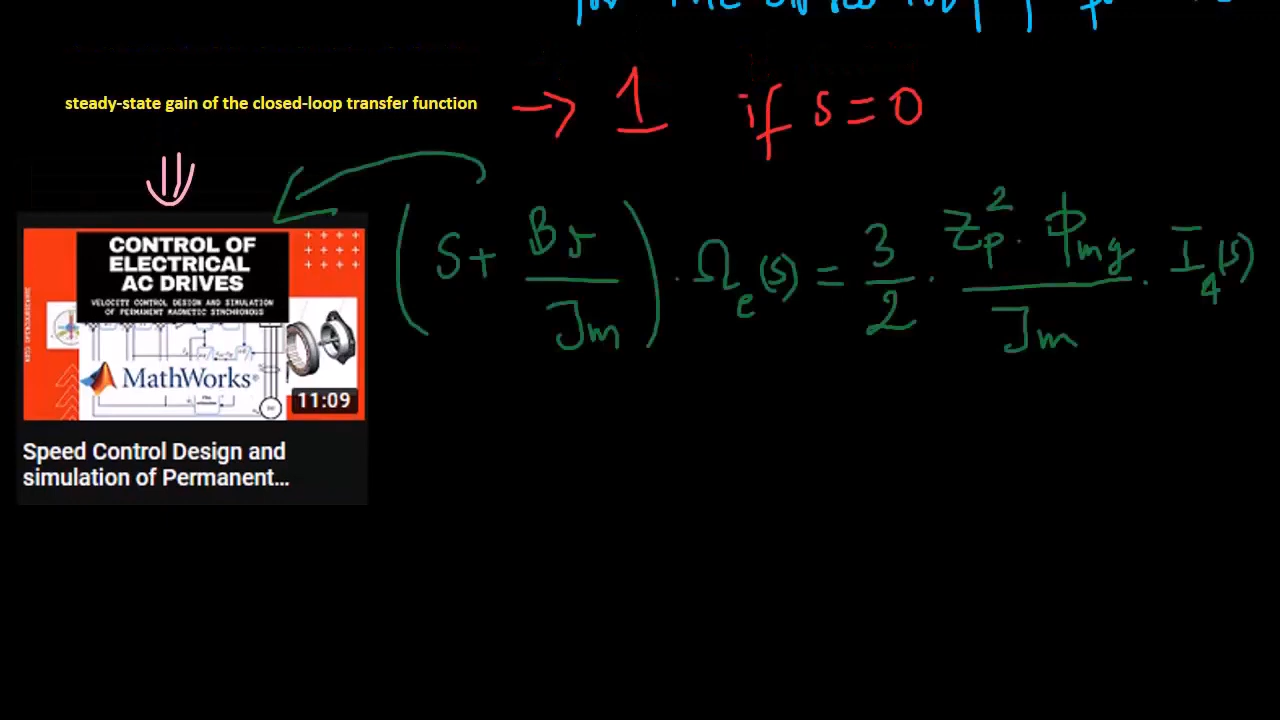 steady-state gain of the closed-loop transfer function → 1 if s = 0
(S + Bv/Jm) · Ωe(s) = 3/2 · Zp² · Φmg / Jm · Iq(s)
CONTROL OF
ELECTRICAL
AC DRIVES
VELOCITY CONTROL DESIGN AND SIMULATION
OF PERMANENT MAGNETIC SYNCHRONOUS
MathWorks®
11:09
Speed Control Design and
simulation of Permanent...